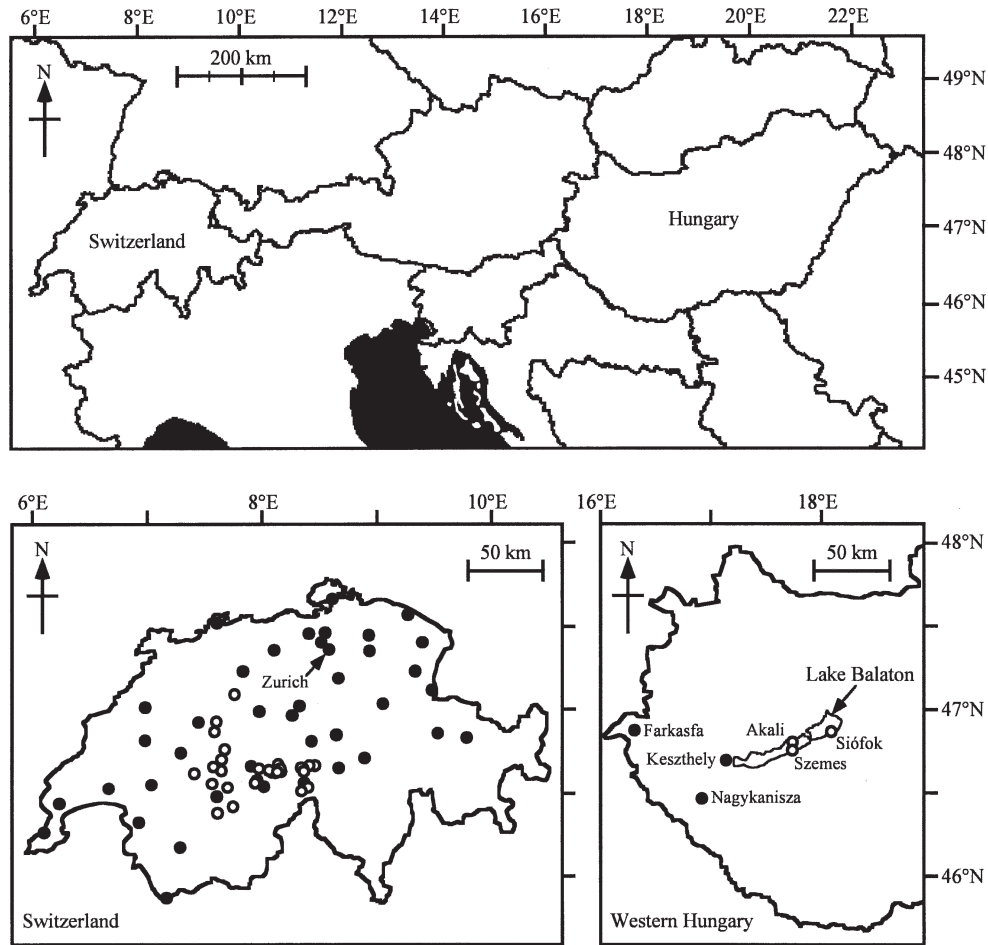 6°E 8°E 10°E 12°E 14°E 16°E 18°E 20°E 22°E
200 km
N
49°N
48°N
47°N
46°N
45°N
Switzerland
Hungary
6°E 8°E 10°E
N
50 km
Zurich
Switzerland
16°E 18°E
N
50 km
48°N
47°N
46°N
Lake Balaton
Farkasfa
Akali
Siófok
Keszthely
Szemes
Nagykanisza
Western Hungary